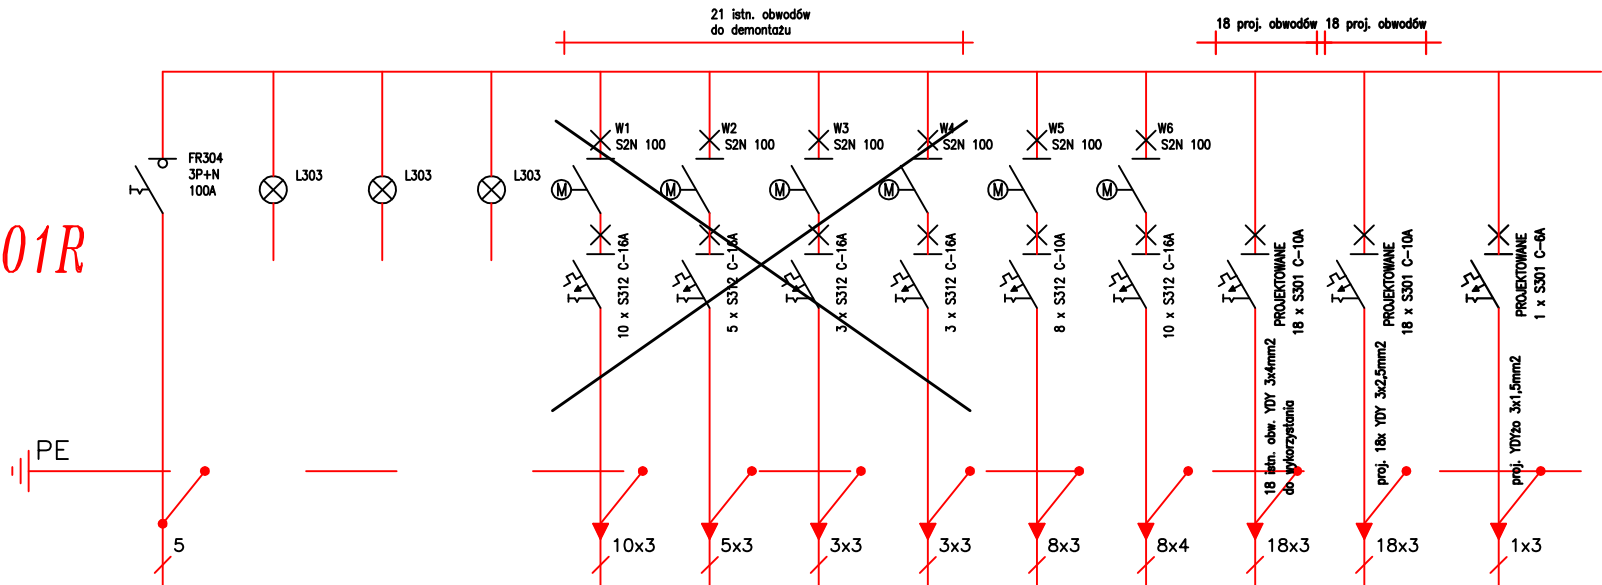 21 istn. obwodów
do demontażu
18 proj. obwodów
18 proj. obwodów
FR304
3P+N
100A
L303
L303
L303
W1
S2N 100
W2
S2N 100
W3
S2N 100
W4
S2N 100
W5
S2N 100
W6
S2N 100
M
M
M
M
M
M
01R
10 x S312 C-16A
5 x S312 C-16A
3 x S312 C-16A
3 x S312 C-16A
8 x S312 C-10A
10 x S312 C-16A
PROJEKTOWANE
18 x S301 C-10A
PROJEKTOWANE
18 x S301 C-10A
PROJEKTOWANE
1 x S301 C-6A
18 istn. obw. YDY 3x4mm2
do wykorzystania
proj. 18x YDY 3x2,5mm2
proj. YDYżo 3x1,5mm2
PE
5
10x3
5x3
3x3
3x3
8x3
8x4
18x3
18x3
1x3